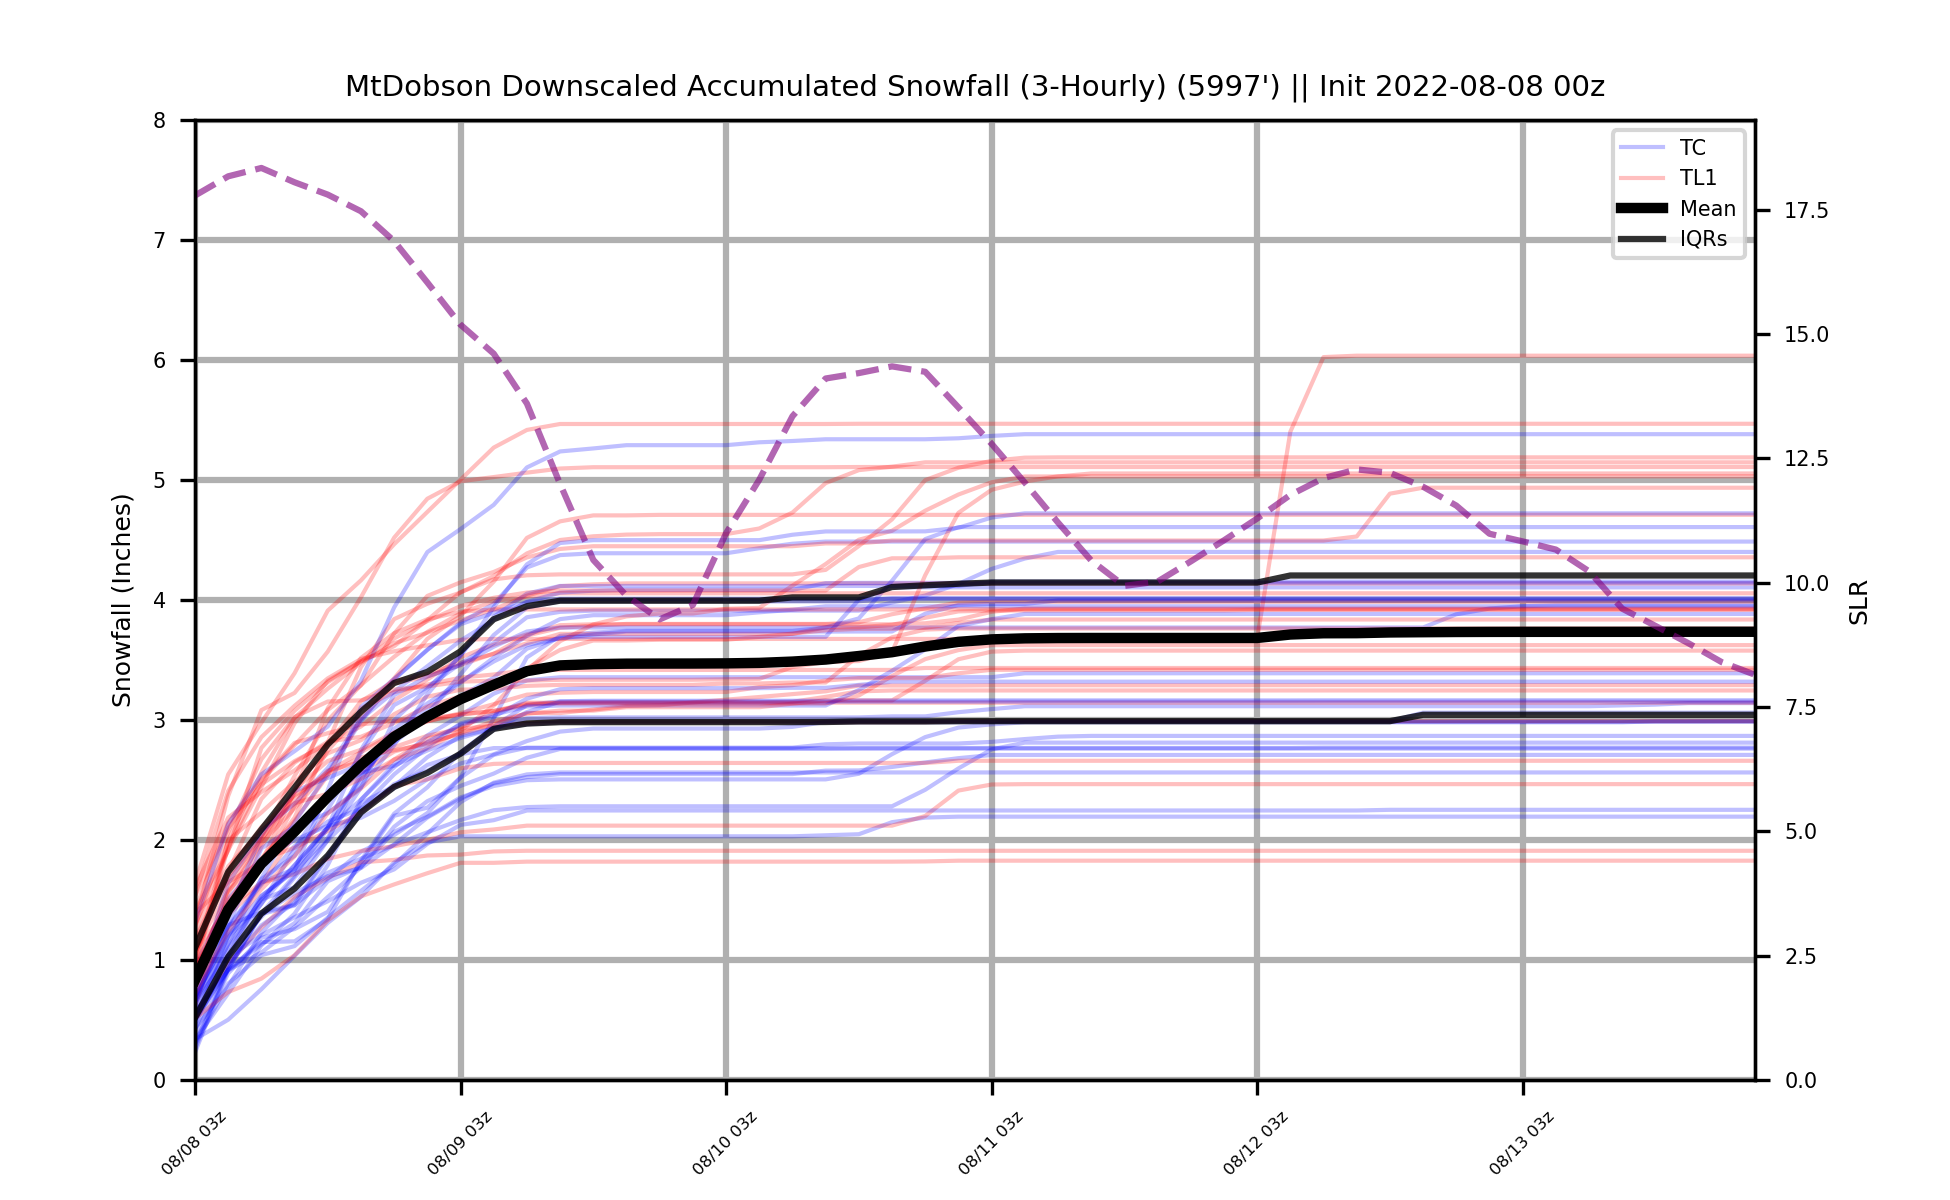 MtDobson Downscaled Accumulated Snowfall (3-Hourly) (5997') || Init 2022-08-08 00z
8
7
6
5
4
3
2
1
0
Snowfall (Inches)
TC
TL1
Mean
IQRs
17.5
15.0
12.5
10.0
7.5
5.0
2.5
0.0
SLR
08/08 03z
08/09 03z
08/10 03z
08/11 03z
08/12 03z
08/13 03z